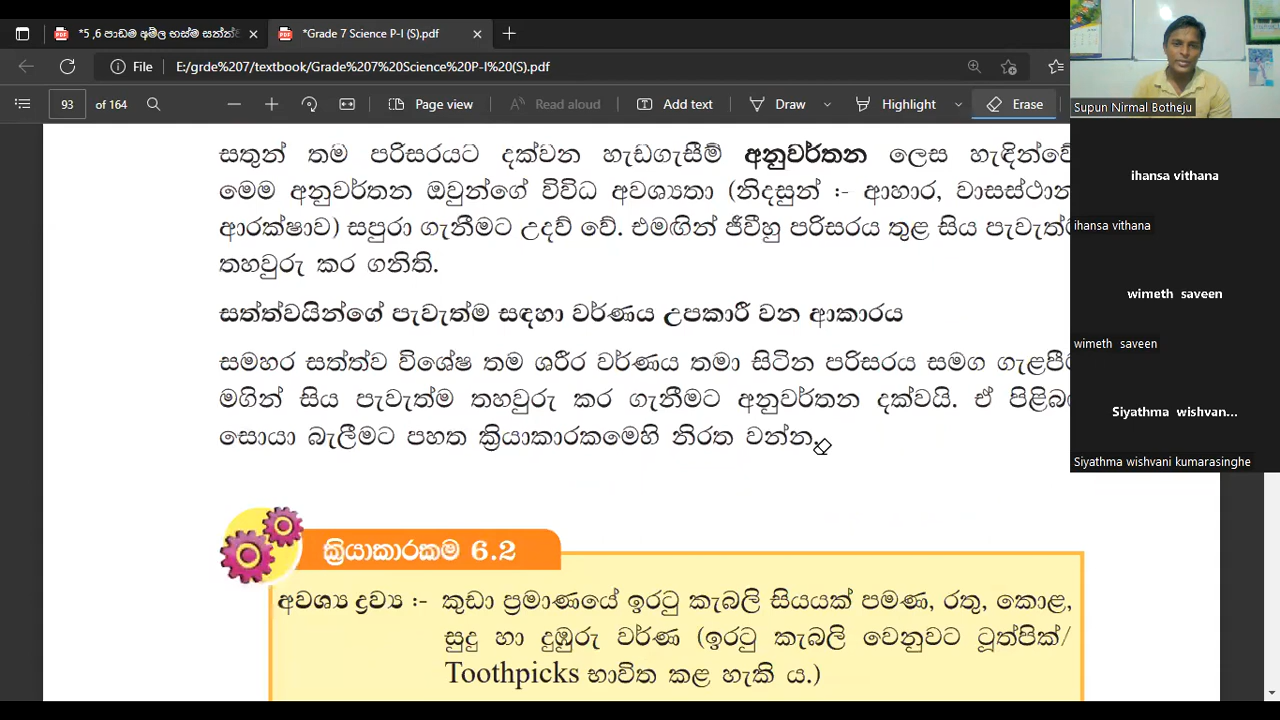 *5 ,6 පාඩම අම්ල භාස්ම සත්ත්ව
*Grade 7 Science P-I (S).pdf
File
E:/grde%207/textbook/Grade%207%20Science%20P-I%20(S).pdf
93 of 164
Page view
Read aloud
Add text
Draw
Highlight
Erase
Supun Nirmal Botheju
ihansa vithana
ihansa vithana
wimeth saveen
wimeth saveen
Siyathma wishvan...
Siyathma wishvani kumarasinghe
සතුන් තම පරිසරයට දක්වන හැඩගැසීම් අනුවර්තන ලෙස හැඳින්වේ
මෙම අනුවර්තන ඔවුන්ගේ විවිධ අවශ්‍යතා (නිදසුන් :- ආහාර, වාසස්ථාන
ආරක්ෂාව) සපුරා ගැනීමට උදව් වේ. එමඟින් ජීවීහු පරිසරය තුළ සිය පැවැත්ම
තහවුරු කර ගනිති.
සත්ත්වයින්ගේ පැවැත්ම සඳහා වර්ණය උපකාරී වන ආකාරය
සමහර සත්ත්ව විශේෂ තම ශරීර වර්ණය තමා සිටින පරිසරය සමග
මගින් සිය පැවැත්ම තහවුරු කර ගැනීමට අනුවර්තන දක්වයි. ඒ
සොයා බැලීමට පහත ක්‍රියාකාරකමෙහි නිරත වන්න.
ක්‍රියාකාරකම 6.2
අවශ්‍ය ද්‍රව්‍ය :- කුඩා ප්‍රමාණයේ ඉරටු කැබලි සියයක් පමණ, රතු, කොළ,
සුදු හා දුඹුරු වර්ණ (ඉරටු කැබලි වෙනුවට ටූත්පික්/
Toothpicks භාවිත කළ හැකි ය.)